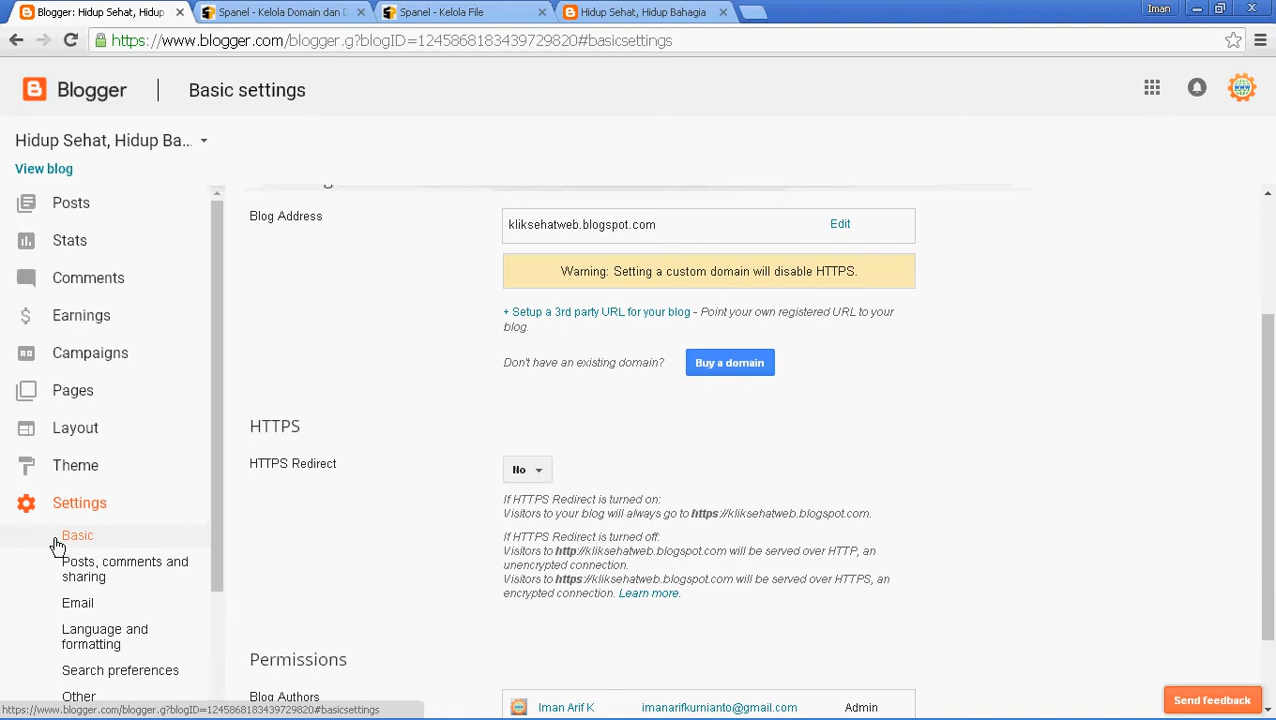 Blogger: Hidup Sehat, Hidup
Spanel - Kelola Domain dan D
Spanel - Kelola File
Hidup Sehat, Hidup Bahagia
Iman
https://www.blogger.com/blogger.g?blogID=1245868183439729820#basicsettings
Blogger
Basic settings
Hidup Sehat, Hidup Ba...
View blog
Posts
Stats
Comments
Earnings
Campaigns
Pages
Layout
Theme
Settings
Basic
Posts, comments and
sharing
Email
Language and
formatting
Search preferences
Other
Blog Address
kliksehatweb.blogspot.com
Edit
Warning: Setting a custom domain will disable HTTPS.
+ Setup a 3rd party URL for your blog - Point your own registered URL to your
blog.
Don't have an existing domain?
Buy a domain
HTTPS
HTTPS Redirect
No
If HTTPS Redirect is turned on:
Visitors to your blog will always go to https://kliksehatweb.blogspot.com.
If HTTPS Redirect is turned off:
Visitors to http://kliksehatweb.blogspot.com will be served over HTTP, an
unencrypted connection.
Visitors to https://kliksehatweb.blogspot.com will be served over HTTPS, an
encrypted connection. Learn more.
Permissions
Blog Authors
Iman Arif K
imanarifkurnianto@gmail.com
Admin
Send feedback
https://www.blogger.com/blogger.g?blogID=1245868183439729820#basicsettings